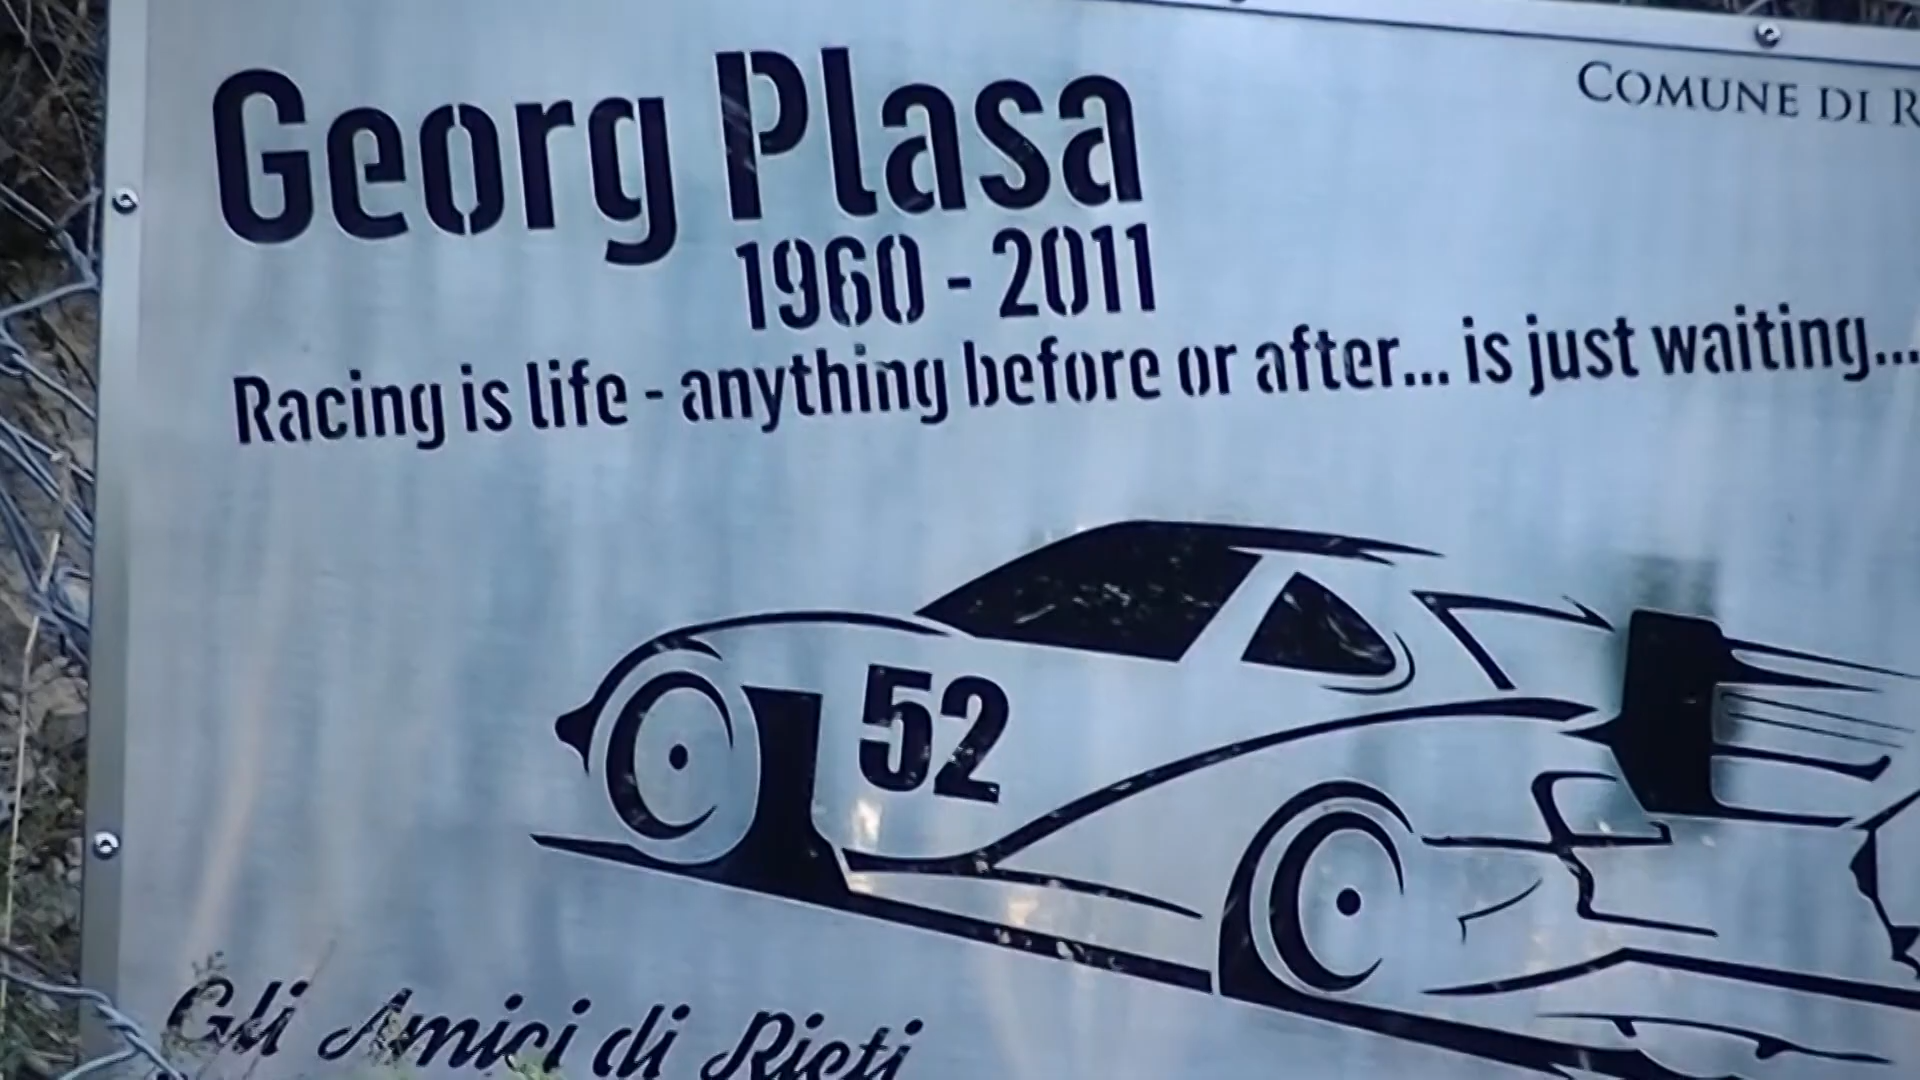 Georg Plasa
COMUNE DI R
1960 - 2011
Racing is life - anything before or after... is just waiting...
52
Gli Amici di Rieti